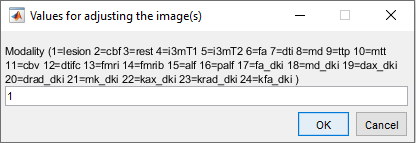 Values for adjusting the image(s)
Modality (1=lesion 2=cbf 3=rest 4=i3mT1 5=i3mT2 6=fa 7=dti 8=md 9=ttp 10=mtt
11=cbv 12=dtifc 13=fmri 14=fmrib 15=alf 16=palf 17=fa_dki 18=md_dki 19=dax_dki
20=drad_dki 21=mk_dki 22=kax_dki 23=krad_dki 24=kfa_dki )
1
OK Cancel